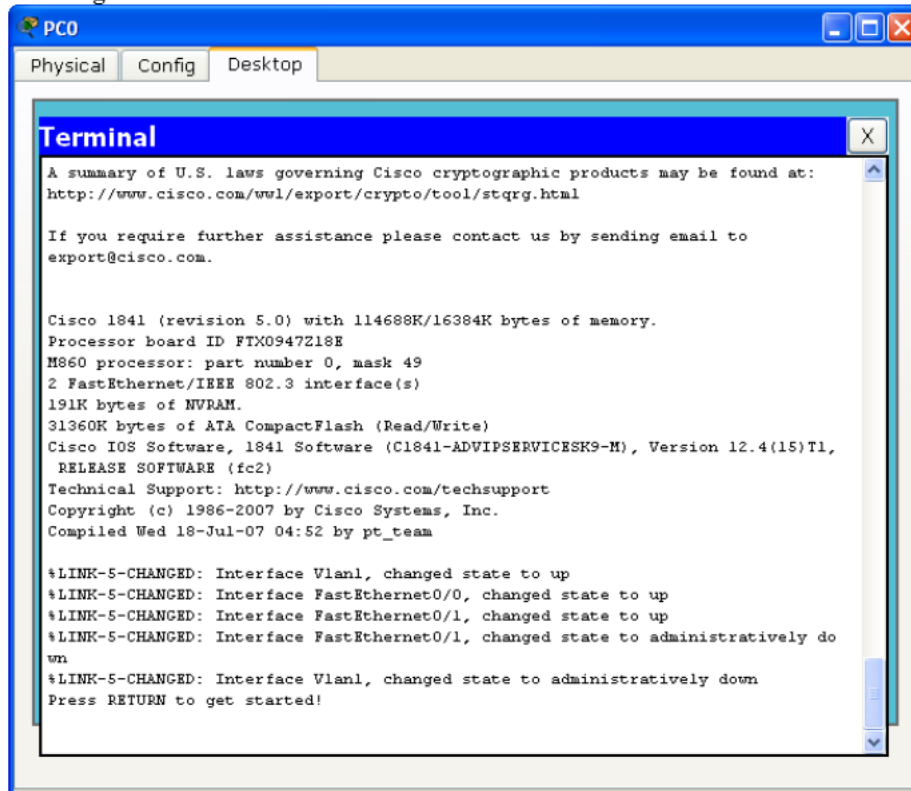 PC0
Physical Config Desktop
Terminal X
A summary of U.S. laws governing Cisco cryptographic products may be found at:
http://www.cisco.com/wwl/export/crypto/tool/stqrg.html
If you require further assistance please contact us by sending email to
export@cisco.com.
Cisco 1841 (revision 5.0) with 114688K/16384K bytes of memory.
Processor board ID FTX0947Z18E
M860 processor: part number 0, mask 49
2 FastEthernet/IEEE 802.3 interface(s)
191K bytes of NVRAM.
31360K bytes of ATA CompactFlash (Read/Write)
Cisco IOS Software, 1841 Software (C1841-ADVIPSERVICESK9-M), Version 12.4(15)T1,
RELEASE SOFTWARE (fc2)
Technical Support: http://www.cisco.com/techsupport
Copyright (c) 1986-2007 by Cisco Systems, Inc.
Compiled Wed 18-Jul-07 04:52 by pt_team
%LINK-5-CHANGED: Interface Vlan1, changed state to up
%LINK-5-CHANGED: Interface FastEthernet0/0, changed state to up
%LINK-5-CHANGED: Interface FastEthernet0/1, changed state to up
%LINK-5-CHANGED: Interface FastEthernet0/1, changed state to administratively do
wn
%LINK-5-CHANGED: Interface Vlan1, changed state to administratively down
Press RETURN to get started!